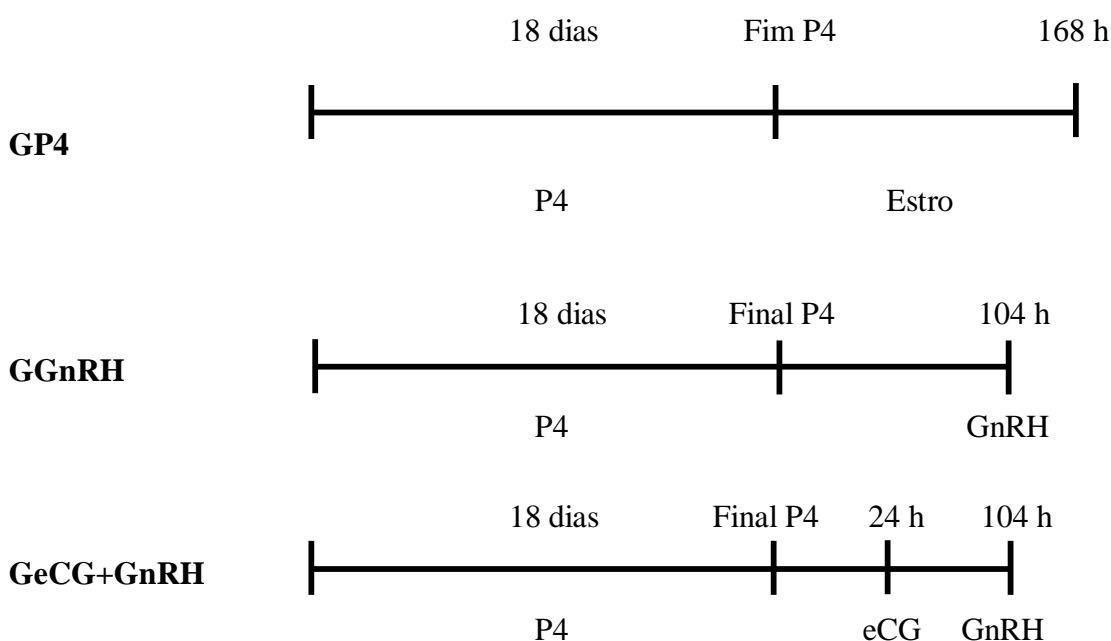 18 dias Fim P4 168 h
GP4
P4 Estro
18 dias Final P4 104 h
GGnRH
P4 GnRH
18 dias Final P4 24 h 104 h
GeCG+GnRH
P4 eCG GnRH